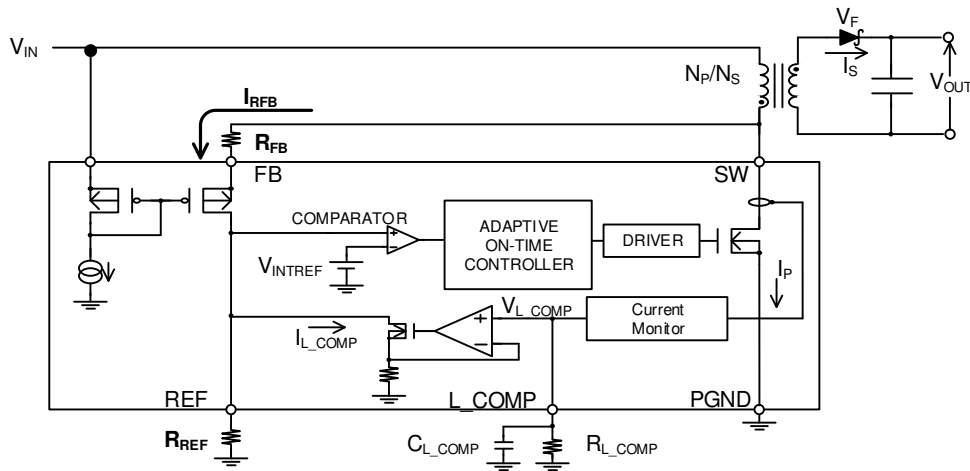 V_IN
V_F
I_S
N_P/N_S
V_OUT
I_RFB
R_FB
FB
SW
COMPARATOR
+
−
ADAPTIVE
ON-TIME
CONTROLLER
DRIVER
V_INTREF
I_P
V_L_COMP
Current
Monitor
+
−
I_L_COMP
REF
L_COMP
PGND
R_REF
C_L_COMP
R_L_COMP